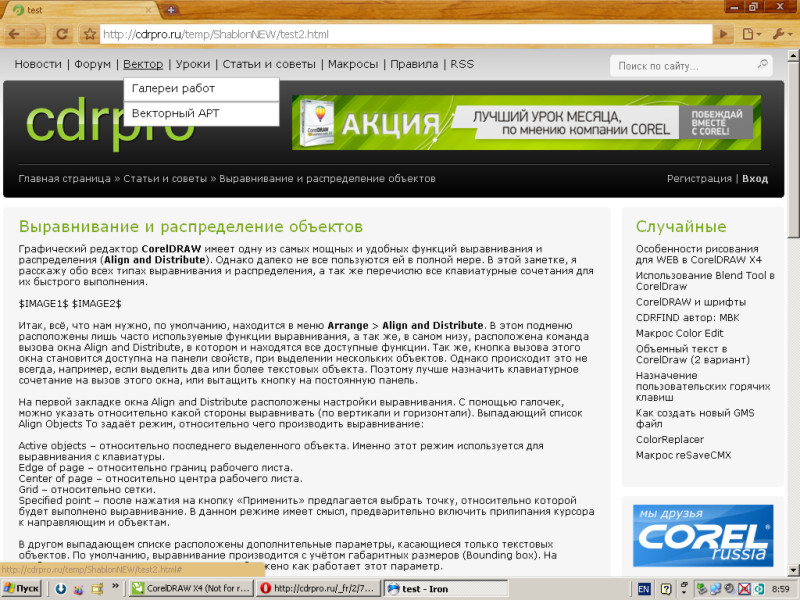 test
http://cdrpro.ru/temp/ShablonNEW/test2.html
Новости | Форум | Вектор | Уроки | Статьи и советы | Макросы | Правила | RSS
Поиск по сайту...
Галереи работ
Векторный АРТ
cdrpro
CorelDRAW
АКЦИЯ
ЛУЧШИЙ УРОК МЕСЯЦА,
по мнению компании COREL
ПОБЕЖДАЙ
ВМЕСТЕ
С COREL!
Главная страница » Статьи и советы » Выравнивание и распределение объектов
Регистрация | Вход
Выравнивание и распределение объектов
Графический редактор CorelDRAW имеет одну из самых мощных и удобных функций выравнивания и
распределения (Align and Distribute). Однако далеко не все пользуются ей в полной мере. В этой заметке, я
расскажу обо всех типах выравнивания и распределения, а так же перечислю все клавиатурные сочетания для
их быстрого выполнения.
$IMAGE1$ $IMAGE2$
Итак, всё, что нам нужно, по умолчанию, находится в меню Arrange > Align and Distribute. В этом подменю
расположены лишь часто используемые функции выравнивания, а так же, в самом низу, расположена команда
вызова окна Align and Distribute, в котором и находятся все доступные функции. Так же, кнопка вызова этого
окна становится доступна на панели свойств, при выделении нескольких объектов. Однако происходит это не
всегда, например, если выделить два или более текстовых объекта. Поэтому лучше назначить клавиатурное
сочетание на вызов этого окна, или вытащить кнопку на постоянную панель.
На первой закладке окна Align and Distribute расположены настройки выравнивания. С помощью галочек,
можно указать относительно какой стороны выравнивать (по вертикали и горизонтали). Выпадающий список
Align Objects To задаёт режим, относительно чего производить выравнивание:
Active objects – относительно последнего выделенного объекта. Именно этот режим используется для
выравнивания с клавиатуры.
Edge of page – относительно границ рабочего листа.
Center of page – относительно центра рабочего листа.
Grid – относительно сетки.
Specified point – после нажатия на кнопку «Применить» предлагается выбрать точку, относительно которой
будет выполнено выравнивание. В данном режиме имеет смысл, предварительно включить прилипания курсора
к направляющим и объектам.
В другом выпадающем списке расположены дополнительные параметры, касающиеся только текстовых
объектов. По умолчанию, выравнивание производится с учётом габаритных размеров (Bounding box). На
как работает этот параметр.
http://cdrpro.ru/temp/ShablonNEW/test2.html#
Случайные
Особенности рисования
для WEB в CorelDRAW X4
Использование Blend Tool в
CorelDraw
CorelDRAW и шрифты
CDRFIND автор: МВК
Макрос Color Edit
Объемный текст в
CorelDraw (2 вариант)
Назначение
пользовательских горячих
клавиш
Как создать новый GMS
файл
ColorReplacer
Макрос reSaveCMX
мы друзья
COREL
russia
Пуск
CorelDRAW X4 (Not for r...
http://cdrpro.ru/_fr/2/7...
test - Iron
EN
8:59